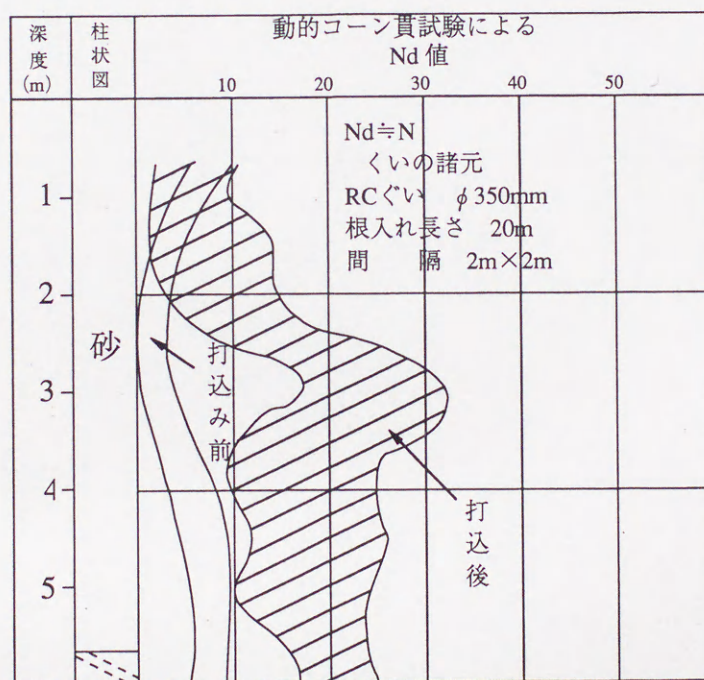 深度(m)
柱状図
動的コーン貫試験による
Nd 値
10 20 30 40 50
Nd≒N
くいの諸元
RCぐい φ350mm
根入れ長さ 20m
間 隔 2m×2m
1
2
砂
打込み前
3
4
打込後
5